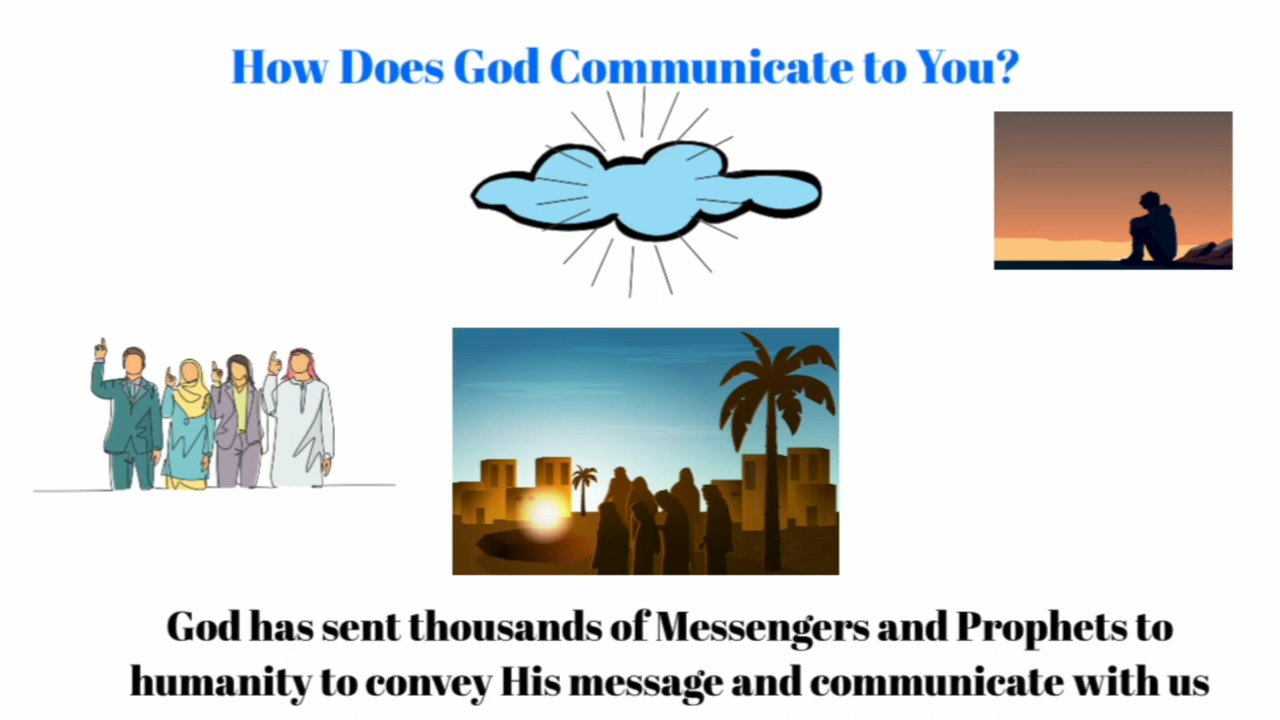 How Does God Communicate to You?
God has sent thousands of Messengers and Prophets to
humanity to convey His message and communicate with us